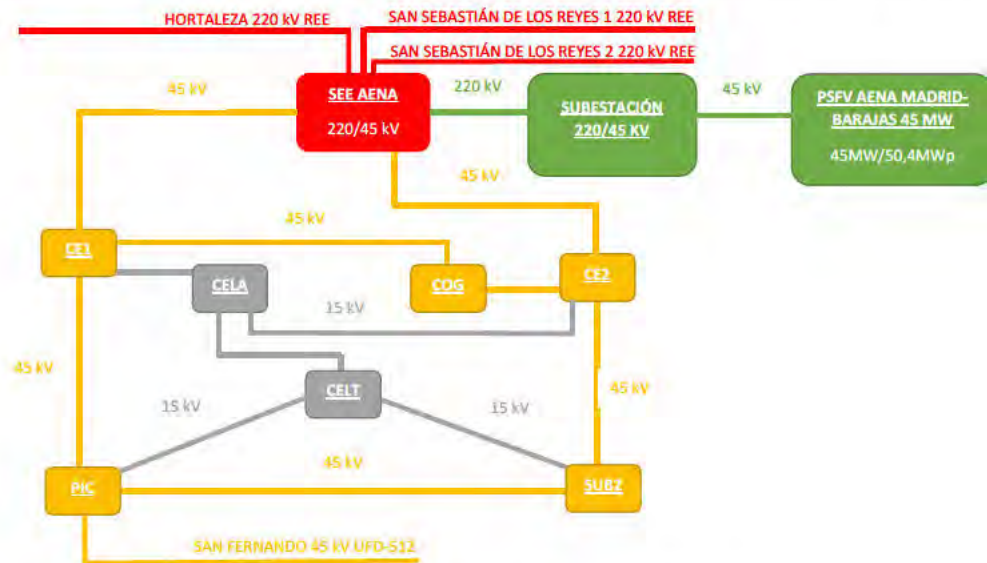 HORTALEZA 220 kV REE
SAN SEBASTIÁN DE LOS REYES 1 220 kV REE
SAN SEBASTIÁN DE LOS REYES 2 220 kV REE
45 kV
SEE AENA
220/45 kV
220 kV
SUBESTACIÓN
220/45 KV
45 kV
PSFV AENA MADRID-
BARAJAS 45 MW
45MW/50,4MWp
45 kV
45 kV
CE1
CELA
COG
CE2
15 kV
45 kV
CELT
45 kV
15 kV
15 kV
45 kV
PIC
SUB2
SAN FERNANDO 45 kV UFD-S12